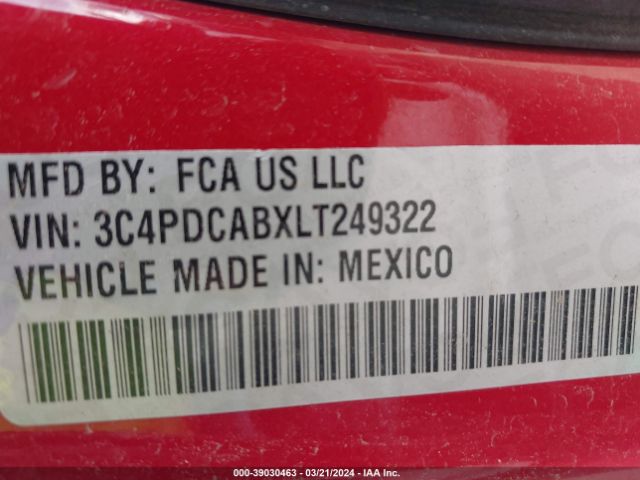 MFD BY: FCA US LLC
VIN: 3C4PDCABXLT249322
VEHICLE MADE IN: MEXICO
000-39030463 - 03/21/2024 - IAA Inc.